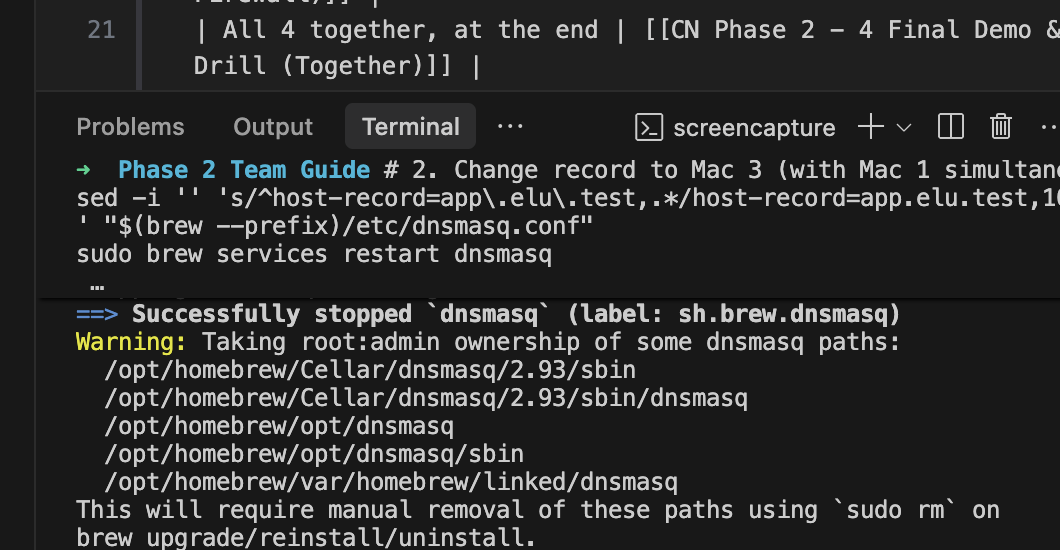 21 | All 4 together, at the end | [[CN Phase 2 - 4 Final Demo &
Drill (Together)]] |
Problems Output Terminal ··· screencapture
→ Phase 2 Team Guide # 2. Change record to Mac 3 (with Mac 1 simultan
sed -i '' 's/^host-record=app\.elu\.test,.*/host-record=app.elu.test,10
' "$(brew --prefix)/etc/dnsmasq.conf"
sudo brew services restart dnsmasq
…
==> Successfully stopped `dnsmasq` (label: sh.brew.dnsmasq)
Warning: Taking root:admin ownership of some dnsmasq paths:
/opt/homebrew/Cellar/dnsmasq/2.93/sbin
/opt/homebrew/Cellar/dnsmasq/2.93/sbin/dnsmasq
/opt/homebrew/opt/dnsmasq
/opt/homebrew/opt/dnsmasq/sbin
/opt/homebrew/var/homebrew/linked/dnsmasq
This will require manual removal of these paths using `sudo rm` on
brew upgrade/reinstall/uninstall.